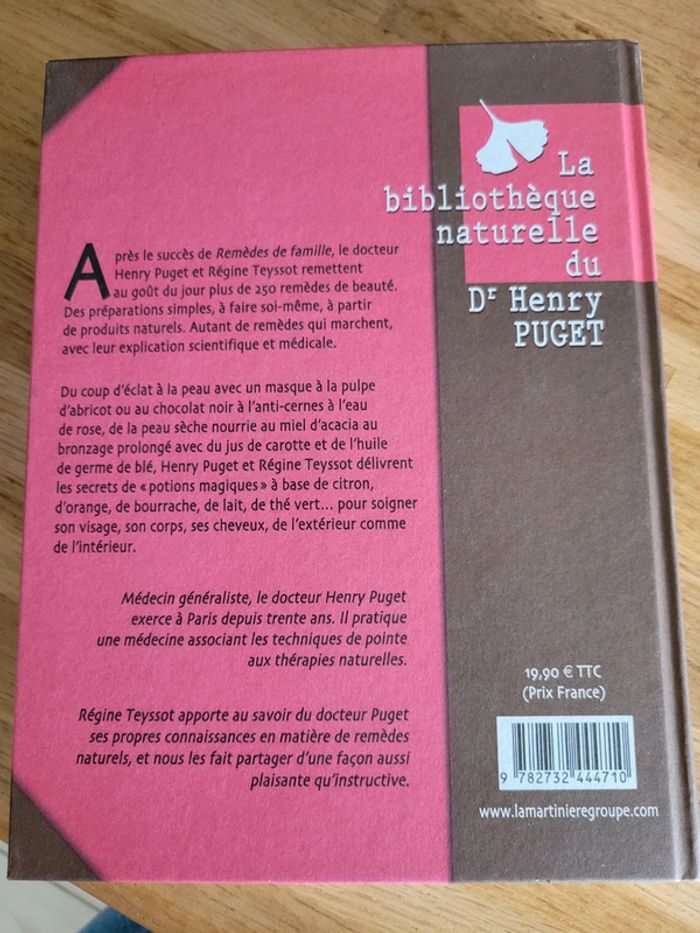 La
bibliothèque
naturelle
du
Dr Henry
PUGET
Après le succès de Remèdes de famille, le docteur
Henry Puget et Régine Teyssot remettent
au goût du jour plus de 250 remèdes de beauté.
Des préparations simples, à faire soi-même, à partir
de produits naturels. Autant de remèdes qui marchent,
avec leur explication scientifique et médicale.
Du coup d'éclat à la peau avec un masque à la pulpe
d'abricot ou au chocolat noir à l'anti-cernes à l'eau
de rose, de la peau sèche nourrie au miel d'acacia au
bronzage prolongé avec du jus de carotte et de l'huile
de germe de blé, Henry Puget et Régine Teyssot délivrent
les secrets de « potions magiques » à base de citron,
d'orange, de bourrache, de lait, de thé vert... pour soigner
son visage, son corps, ses cheveux, de l'extérieur comme
de l'intérieur.
Médecin généraliste, le docteur Henry Puget
exerce à Paris depuis trente ans. Il pratique
une médecine associant les techniques de pointe
aux thérapies naturelles.
Régine Teyssot apporte au savoir du docteur Puget
ses propres connaissances en matière de remèdes
naturels, et nous les fait partager d'une façon aussi
plaisante qu'instructive.
19,90 € TTC
(Prix France)
9 782732 444710
www.lamartinieregroupe.com